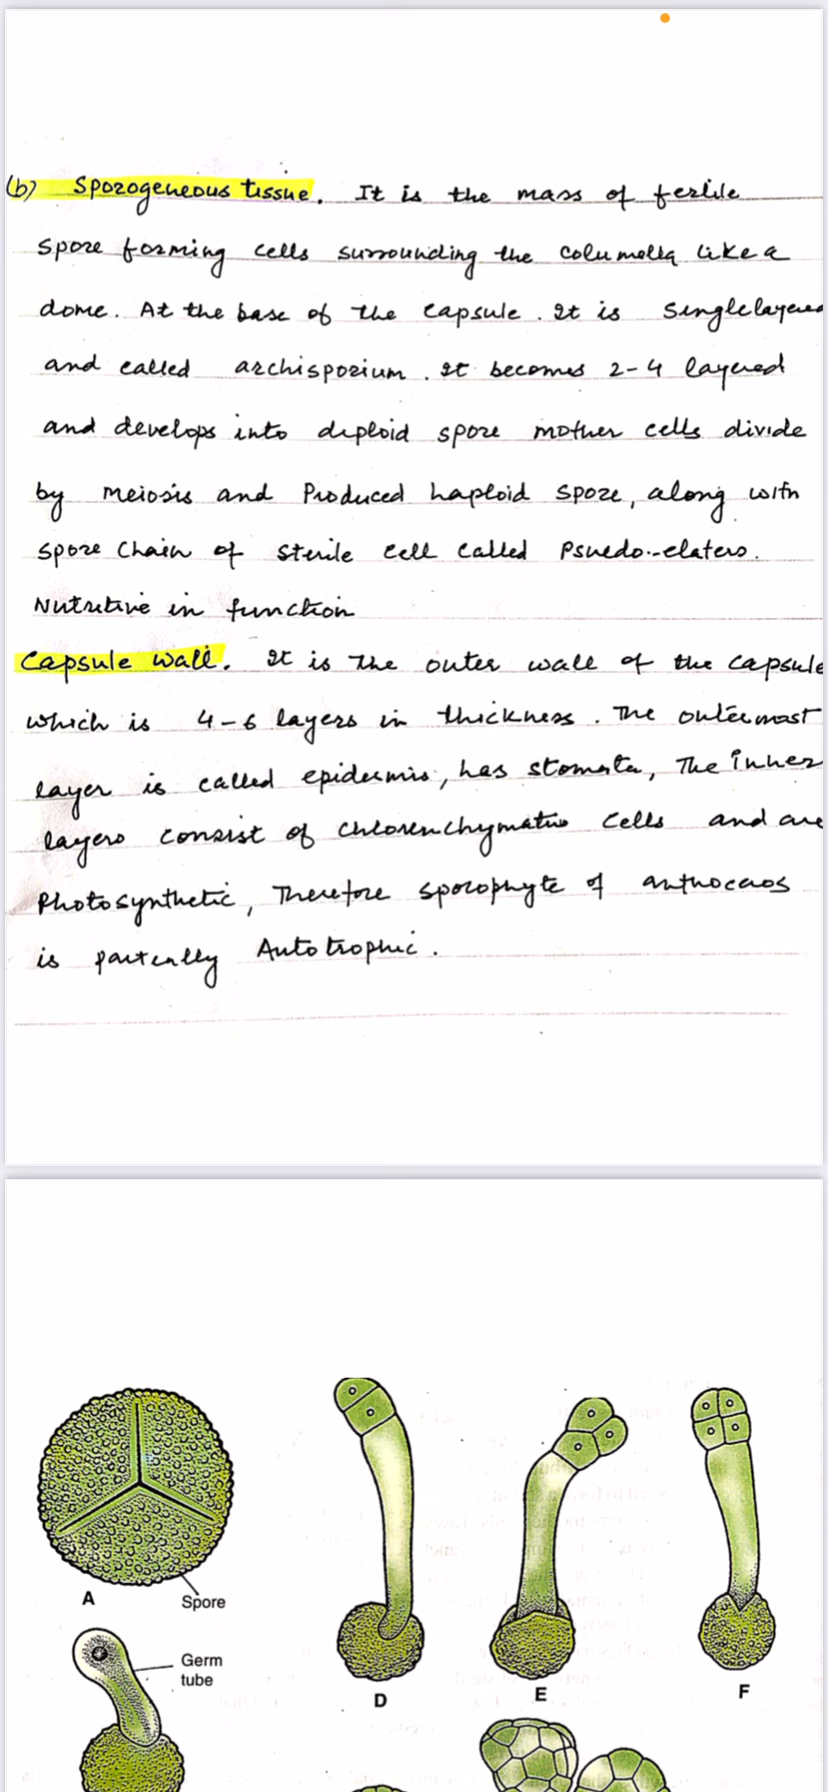 (b) Sporogeneous tissue. It is the mass of fertile
spore forming cells surrounding the columella like a
dome. At the base of the capsule. It is Singlelayered
and called archisporium. It becomes 2-4 layered
and develops into diploid spore mother cells divide
by meiosis and Produced haploid spore, along with
spore Chain of sterile cell called Psuedo-elaters.
Nutritive in function
Capsule wall. It is the outer wall of the capsule
which is 4-6 layers in thickness. The outermost
layer is called epidermis, has stomata, The inner
layers consist of chlorenchymatus cells and are
Photosynthetic, Therefore sporophyte of anthoceros
is partially Autotrophic.
A
Spore
Germ
tube
D
E
F